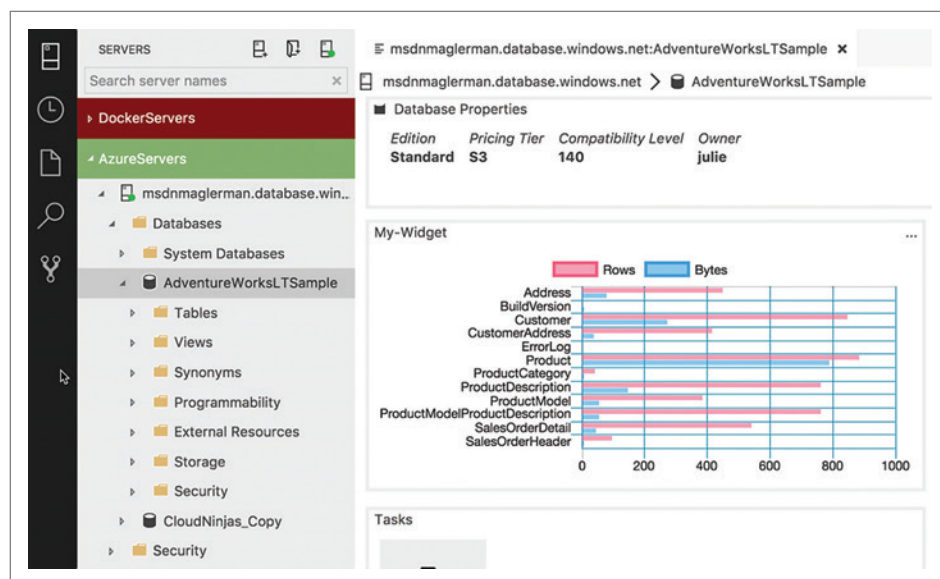 SERVERS
Search server names
DockerServers
AzureServers
msdnmaglerman.database.win...
Databases
System Databases
AdventureWorksLTSample
Tables
Views
Synonyms
Programmability
External Resources
Storage
Security
CloudNinjas_Copy
Security
msdnmaglerman.database.windows.net:AdventureWorksLTSample
msdnmaglerman.database.windows.net > AdventureWorksLTSample
Database Properties
Edition Pricing Tier Compatibility Level Owner
Standard S3 140 julie
My-Widget ...
Rows Bytes
Address
BuildVersion
Customer
CustomerAddress
ErrorLog
Product
ProductCategory
ProductDescription
ProductModel
ProductModelProductDescription
SalesOrderDetail
SalesOrderHeader
0 200 400 600 800 1000
Tasks